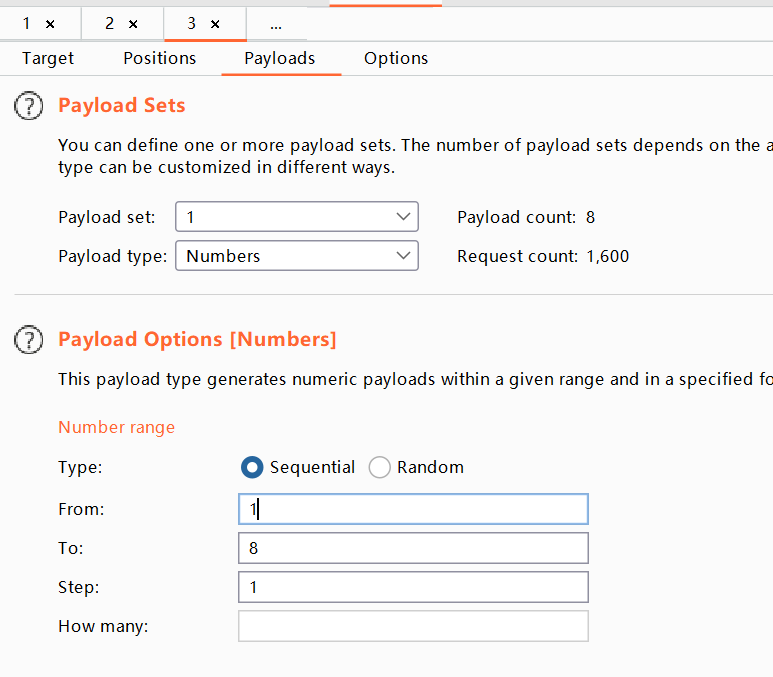 1 × 2 × 3 × ...
Target Positions Payloads Options
? Payload Sets
You can define one or more payload sets. The number of payload sets depends on the
type can be customized in different ways.
Payload set: 1 Payload count: 8
Payload type: Numbers Request count: 1,600
? Payload Options [Numbers]
This payload type generates numeric payloads within a given range and in a specified
Number range
Type: Sequential Random
From: 1
To: 8
Step: 1
How many: